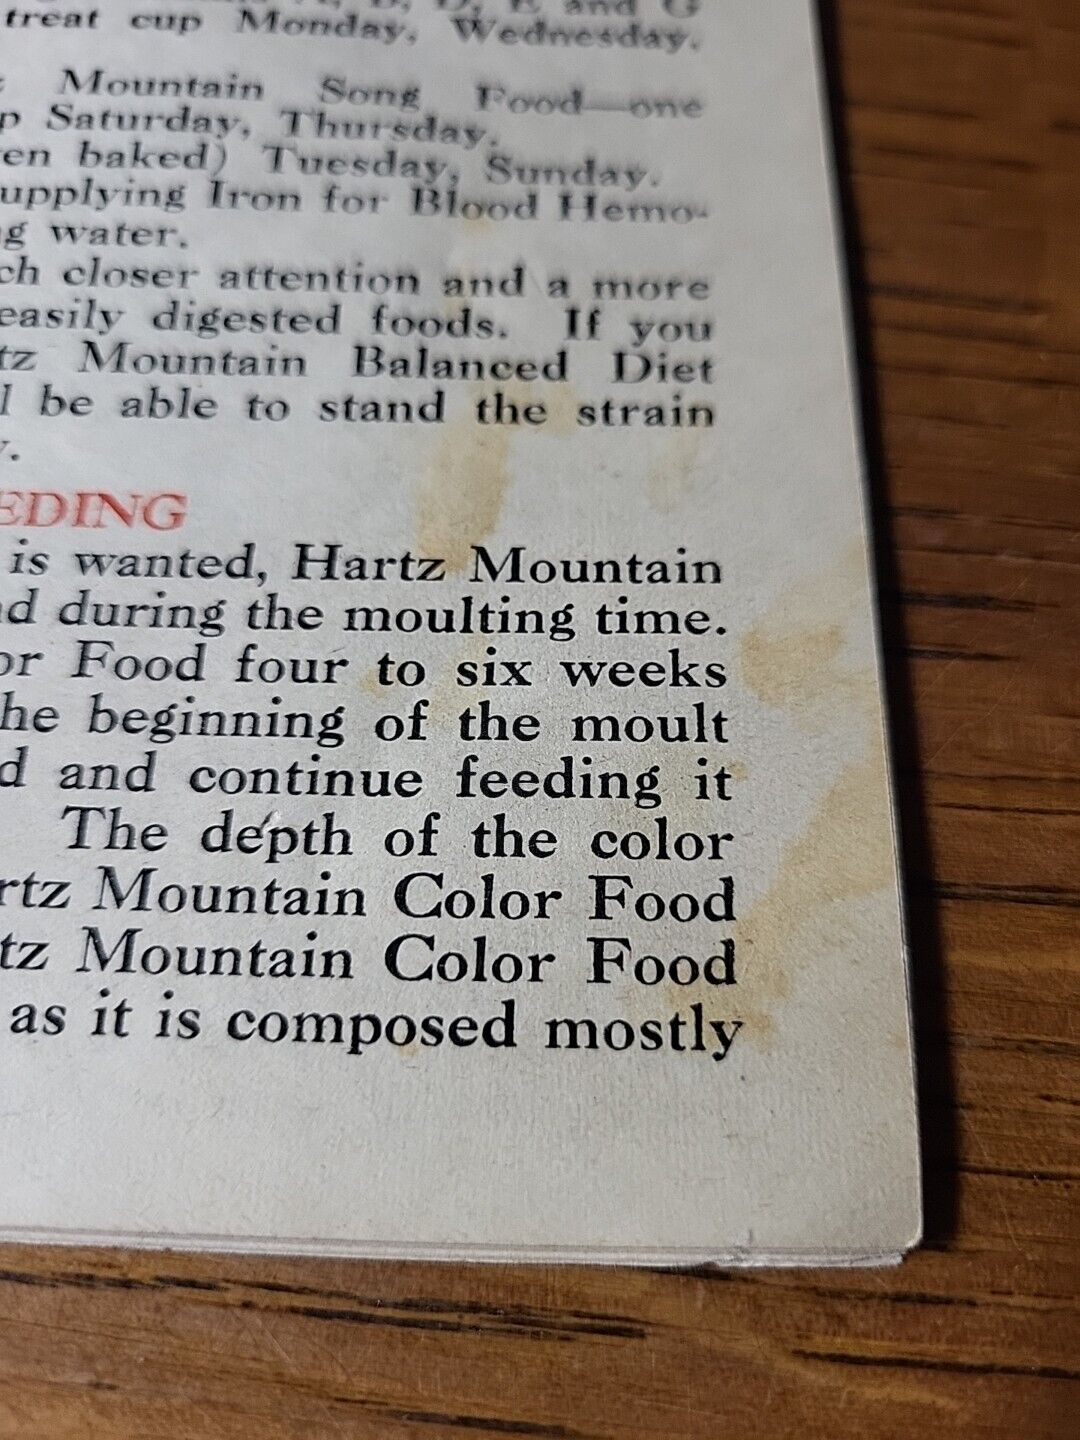 B, D, E and G
treat cup Monday, Wednesday,
Mountain Song Food—one
p Saturday, Thursday.
en baked) Tuesday, Sunday.
upplying Iron for Blood Hemo-
g water.
ch closer attention and a more
easily digested foods. If you
tz Mountain Balanced Diet
l be able to stand the strain
y.
EDING
is wanted, Hartz Mountain
nd during the moulting time.
or Food four to six weeks
he beginning of the moult
d and continue feeding it
The depth of the color
rtz Mountain Color Food
tz Mountain Color Food
as it is composed mostly